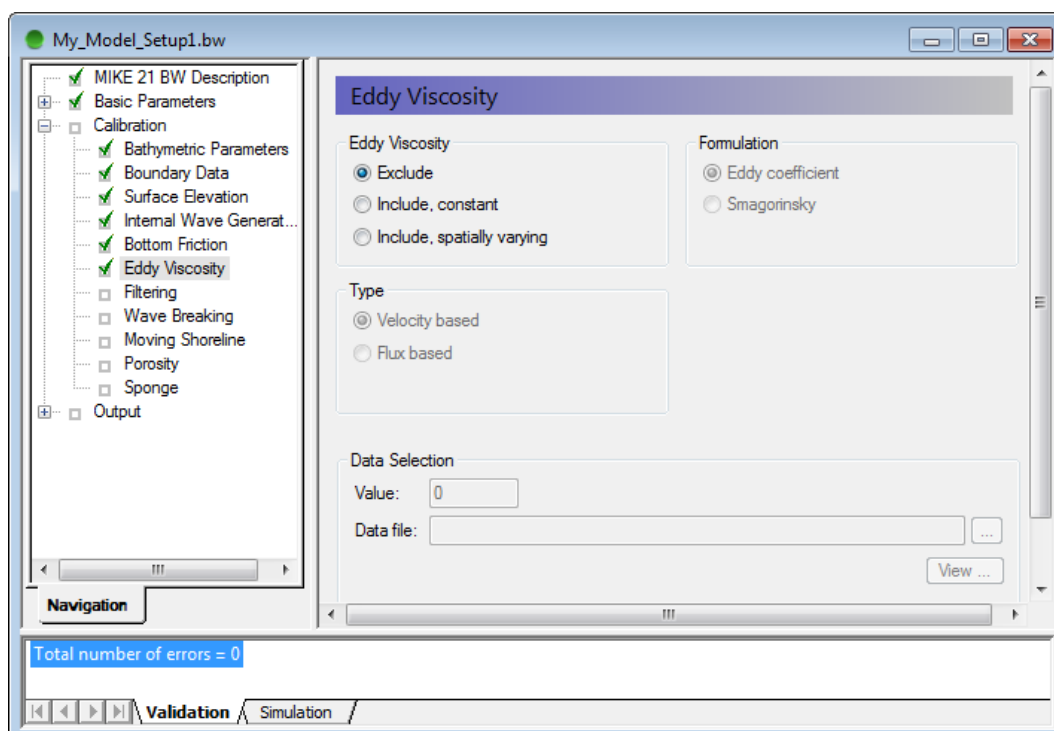 My_Model_Setup1.bw
MIKE 21 BW Description
Basic Parameters
Calibration
Bathymetric Parameters
Boundary Data
Surface Elevation
Internal Wave Generat...
Bottom Friction
Eddy Viscosity
Filtering
Wave Breaking
Moving Shoreline
Porosity
Sponge
Output
Navigation
Eddy Viscosity
Eddy Viscosity
Exclude
Include, constant
Include, spatially varying
Formulation
Eddy coefficient
Smagorinsky
Type
Velocity based
Flux based
Data Selection
Value: 0
Data file: ...
View ...
Total number of errors = 0
Validation Simulation